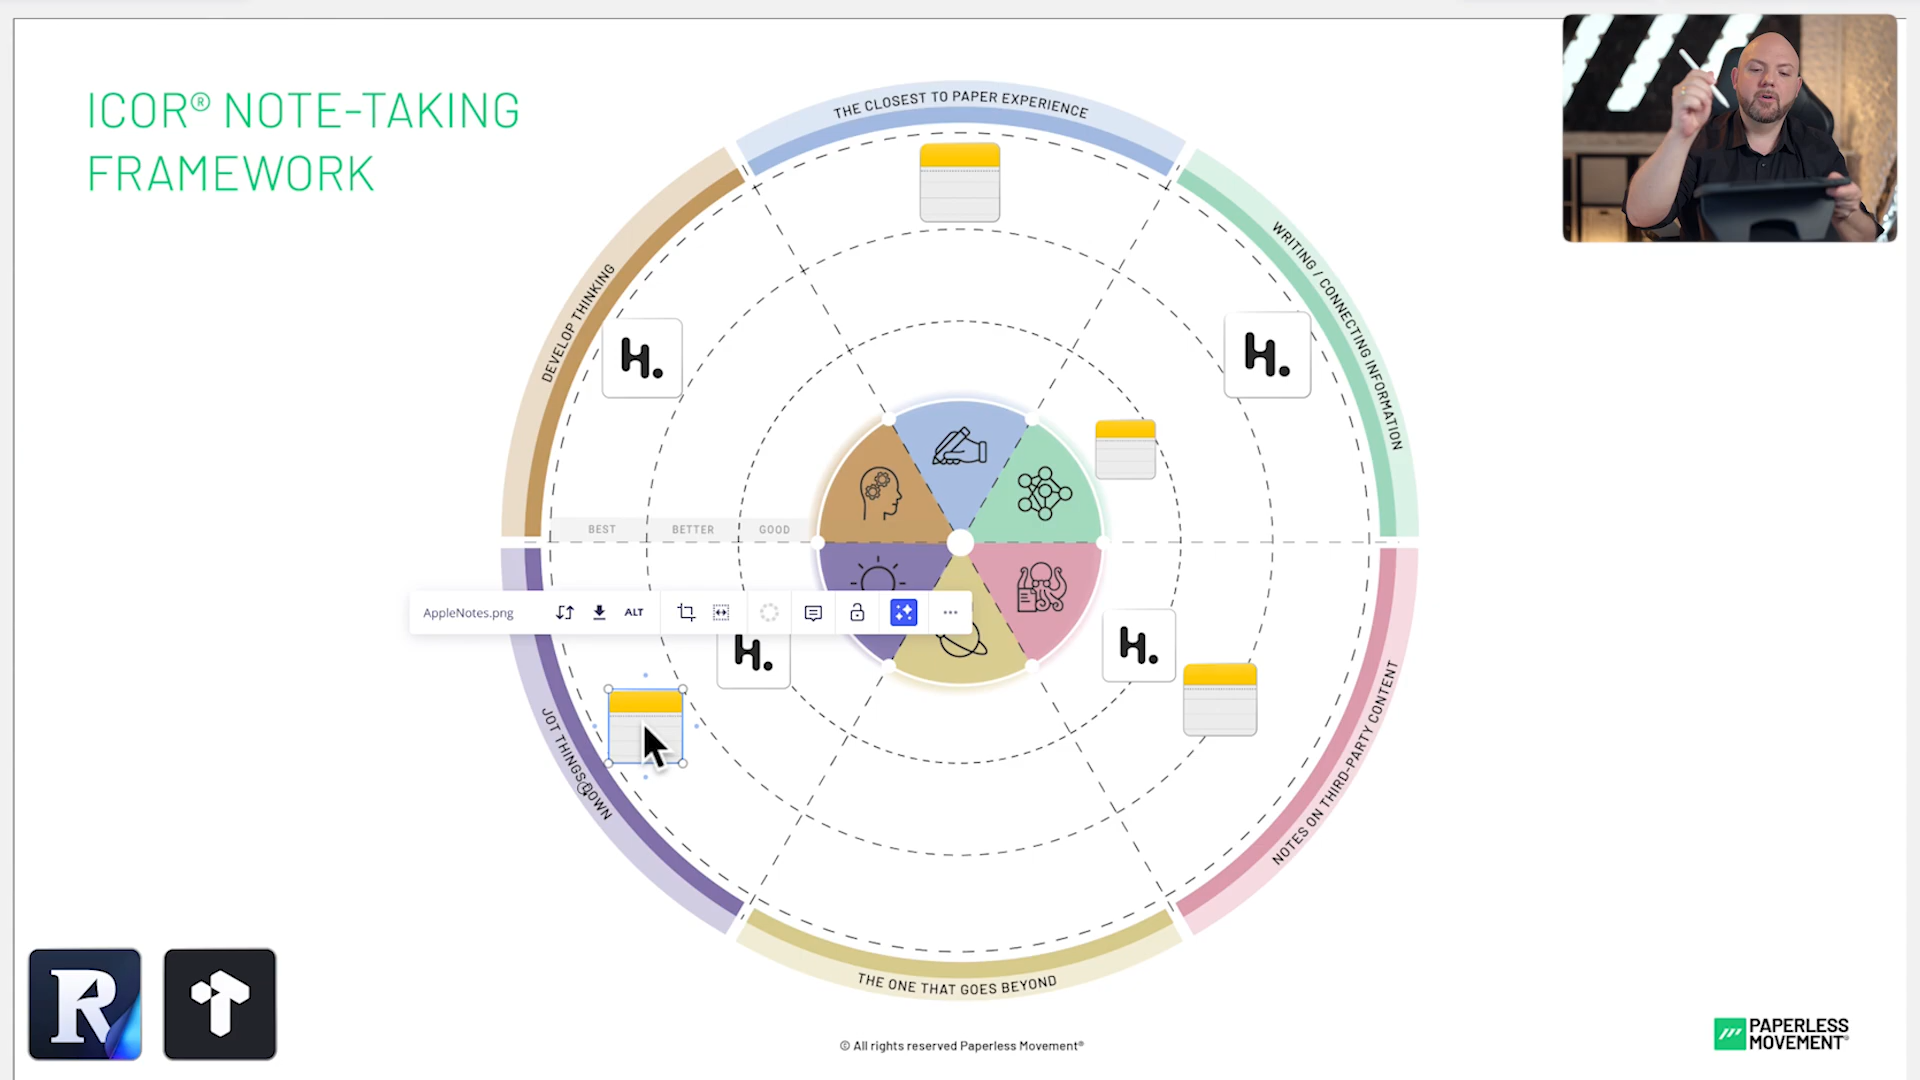 ICOR® NOTE-TAKING
FRAMEWORK
THE CLOSEST TO PAPER EXPERIENCE
DEVELOP THINKING
WRITING / CONNECTING INFORMATION
H.
H.
BEST
BETTER
GOOD
AppleNotes.png
ALT
H.
H.
JOT THINGS DOWN
NOTES ON THIRD-PARTY CONTENT
THE ONE THAT GOES BEYOND
R
© All rights reserved Paperless Movement®
PAPERLESS
MOVEMENT®